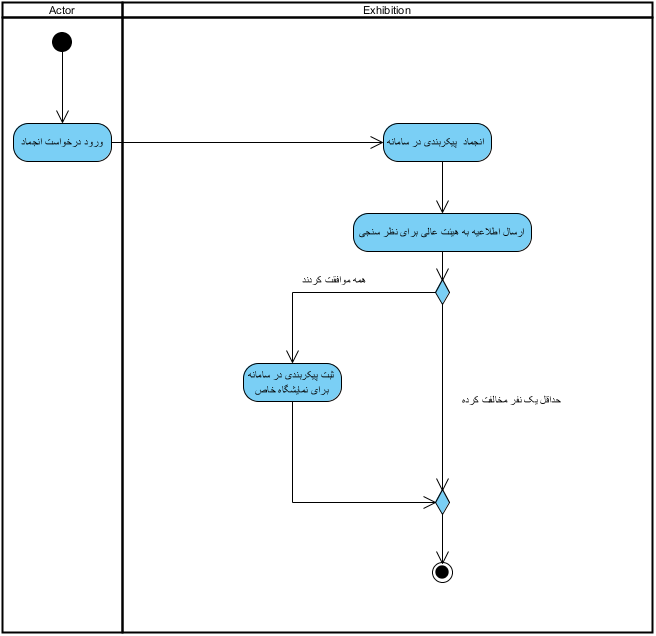 Actor
Exhibition
ورود درخواست انجماد
انجماد پیکربندی در سامانه
ارسال اطلاعیه به هیئت عالی برای نظر سنجی
همه موافقت کردند
ثبت پیکربندی در سامانه
برای نمایشگاه خاص
حداقل یک نفر مخالفت کرده